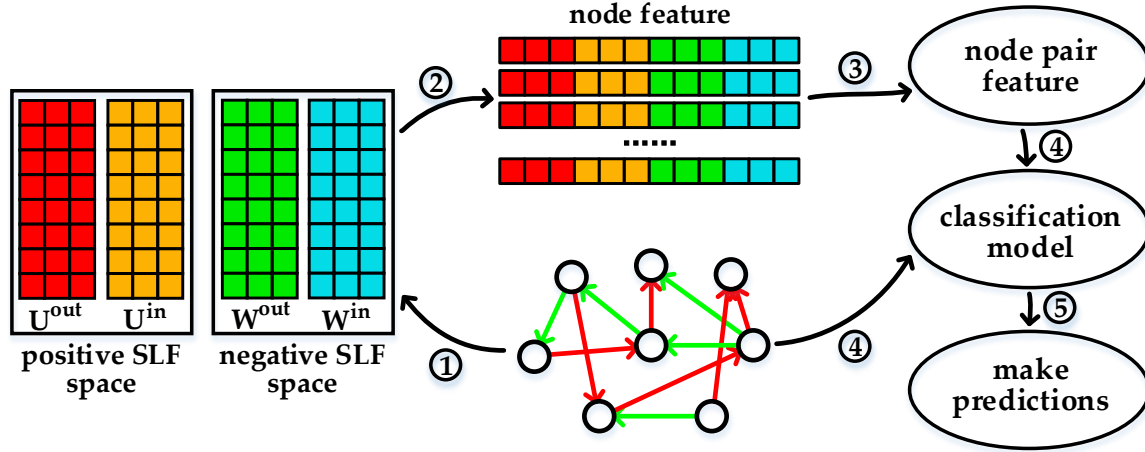 node feature
②
③
node pair
feature
④
......
classification
model
U^out U^in W^out W^in
positive SLF
space
negative SLF
space
①
④
⑤
make
predictions